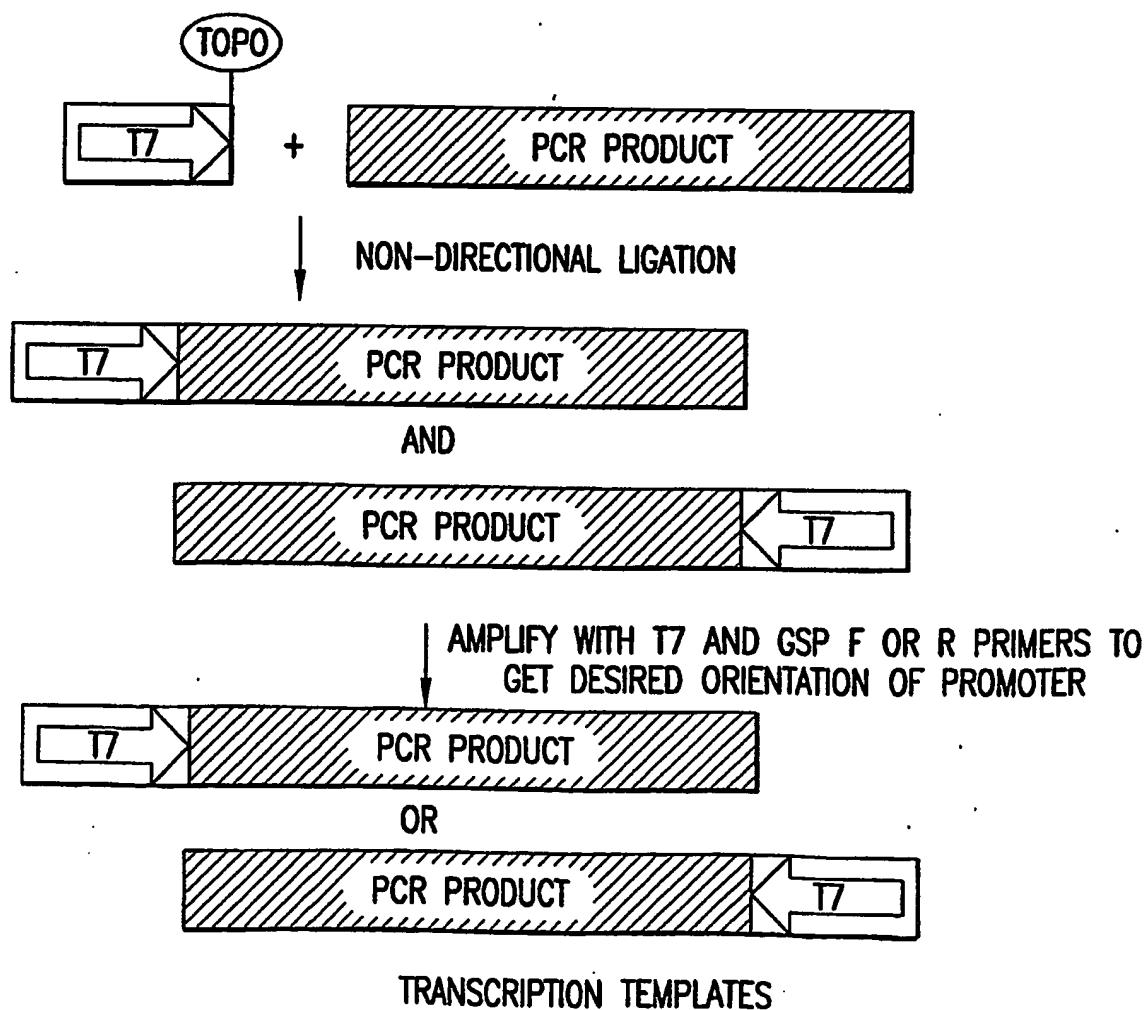 TOPO
T7 + PCR PRODUCT
NON-DIRECTIONAL LIGATION
T7 PCR PRODUCT
AND
PCR PRODUCT T7
AMPLIFY WITH T7 AND GSP F OR R PRIMERS TO
GET DESIRED ORIENTATION OF PROMOTER
T7 PCR PRODUCT
OR
PCR PRODUCT T7
TRANSCRIPTION TEMPLATES